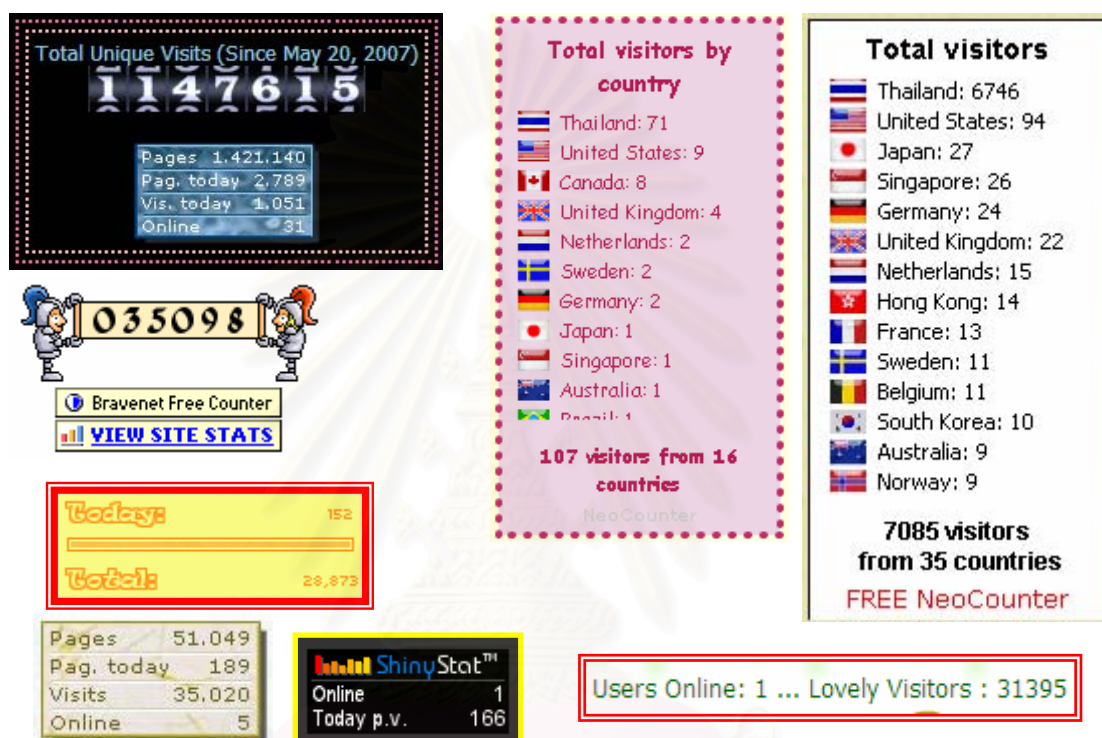 Total Unique Visits (Since May 20, 2007)
1147615
Pages 1.421.140
Pag. today 2.789
Vis. today 1.051
Online 31
035098
Bravenet Free Counter
VIEW SITE STATS
Today: 152
Total: 28,873
Pages 51.049
Pag. today 189
Visits 35.020
Online 5
ShinyStat™
Online 1
Today p.v. 166
Total visitors by
country
Thailand: 71
United States: 9
Canada: 8
United Kingdom: 4
Netherlands: 2
Sweden: 2
Germany: 2
Japan: 1
Singapore: 1
Australia: 1
Brazil: 1
107 visitors from 16
countries
NeoCounter
Total visitors
Thailand: 6746
United States: 94
Japan: 27
Singapore: 26
Germany: 24
United Kingdom: 22
Netherlands: 15
Hong Kong: 14
France: 13
Sweden: 11
Belgium: 11
South Korea: 10
Australia: 9
Norway: 9
7085 visitors
from 35 countries
FREE NeoCounter
Users Online: 1 ... Lovely Visitors : 31395